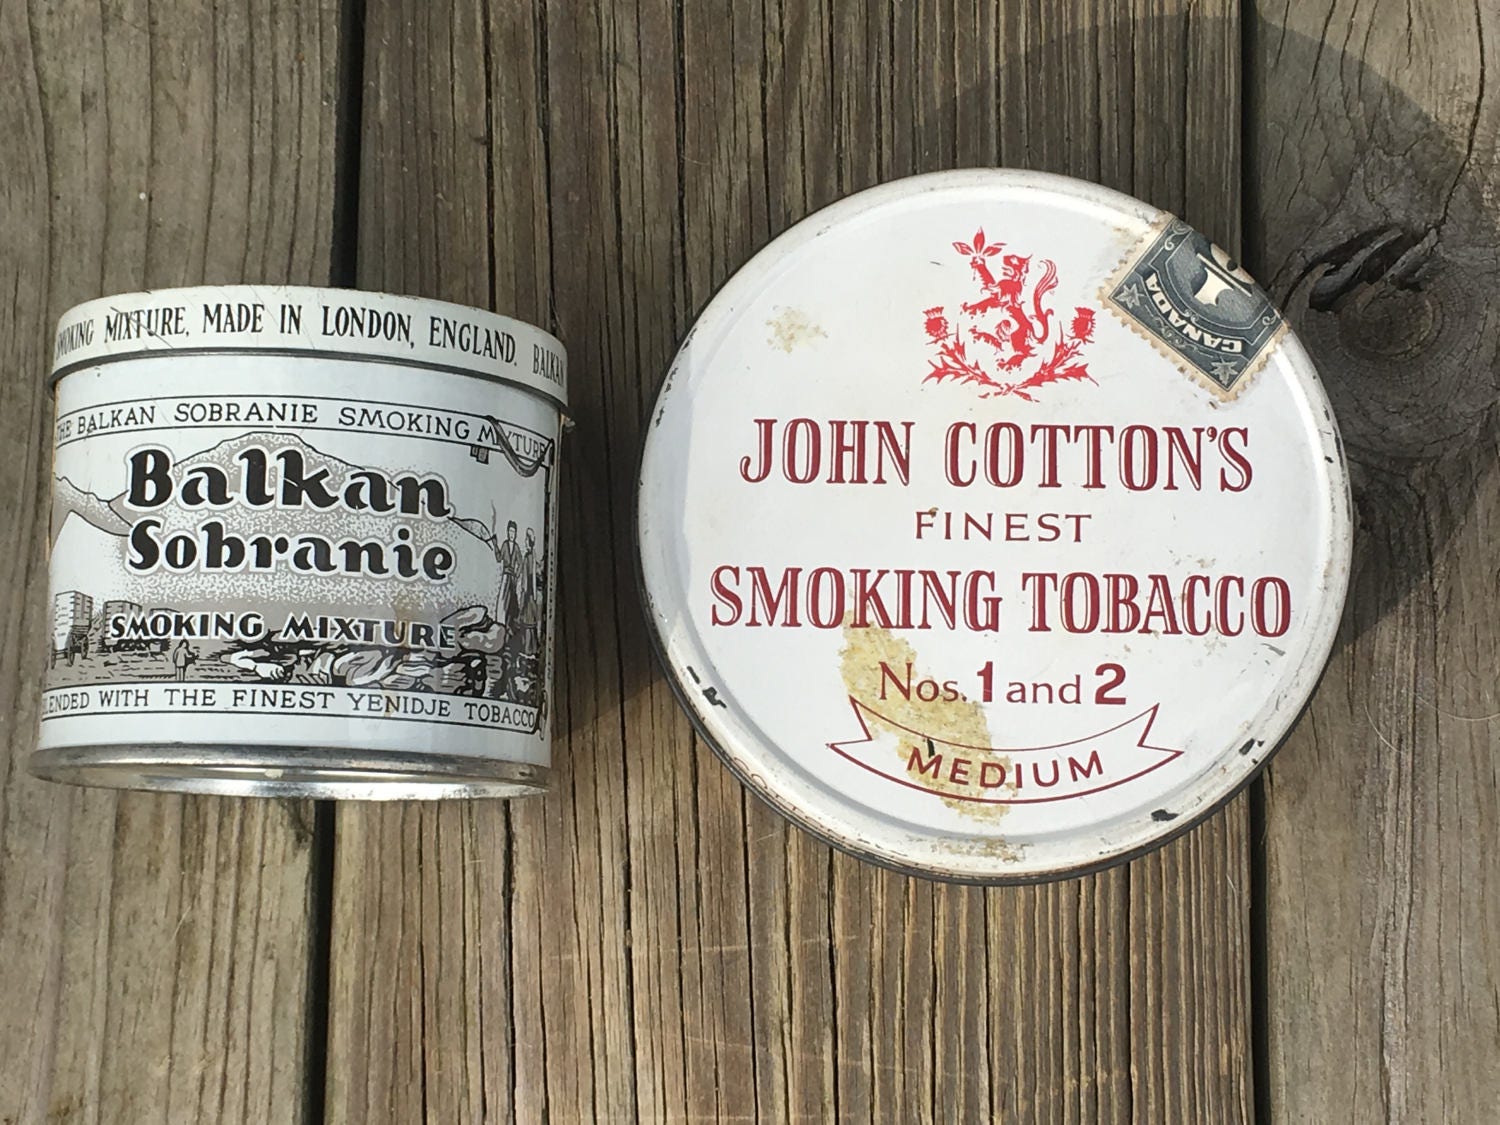 SMOKING MIXTURE, MADE IN LONDON, ENGLAND. BALKAN
THE BALKAN SOBRANIE SMOKING MIXTURE
Balkan
Sobranie
SMOKING MIXTURE
BLENDED WITH THE FINEST YENIDJE TOBACCO
CANADA
JOHN COTTON'S
FINEST
SMOKING TOBACCO
Nos. 1 and 2
MEDIUM